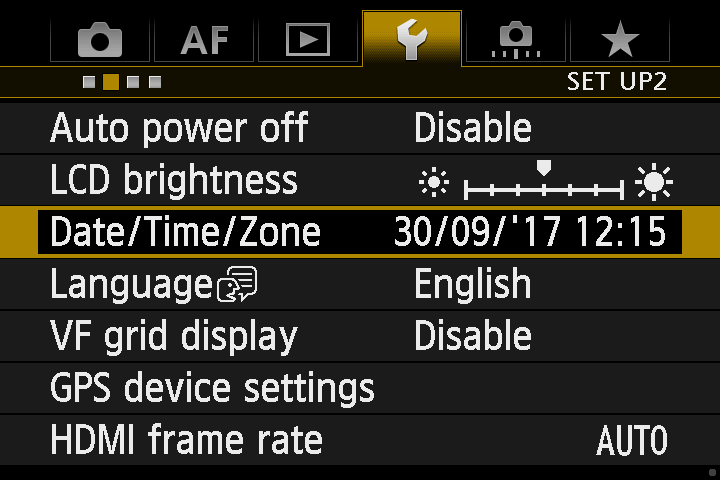 AF
SET UP2
Auto power off Disable
LCD brightness
Date/Time/Zone 30/09/'17 12:15
Language English
VF grid display Disable
GPS device settings
HDMI frame rate AUTO